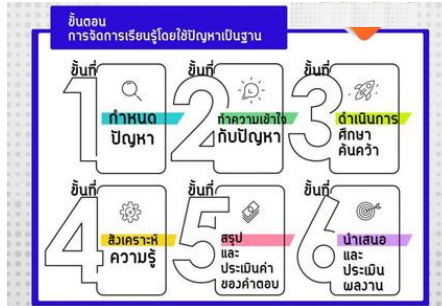 ขั้นตอน
การจัดการเรียนรู้โดยใช้ปัญหาเป็นฐาน
ขั้นที่
1
กำหนด
ปัญหา
ขั้นที่
2
ทำความเข้าใจ
กับปัญหา
ขั้นที่
3
ดำเนินการ
ศึกษา
ค้นคว้า
ขั้นที่
4
สังเคราะห์
ความรู้
ขั้นที่
5
สรุป
และ
ประเมินค่า
ของคำตอบ
ขั้นที่
6
นำเสนอ
และ
ประเมิน
ผลงาน